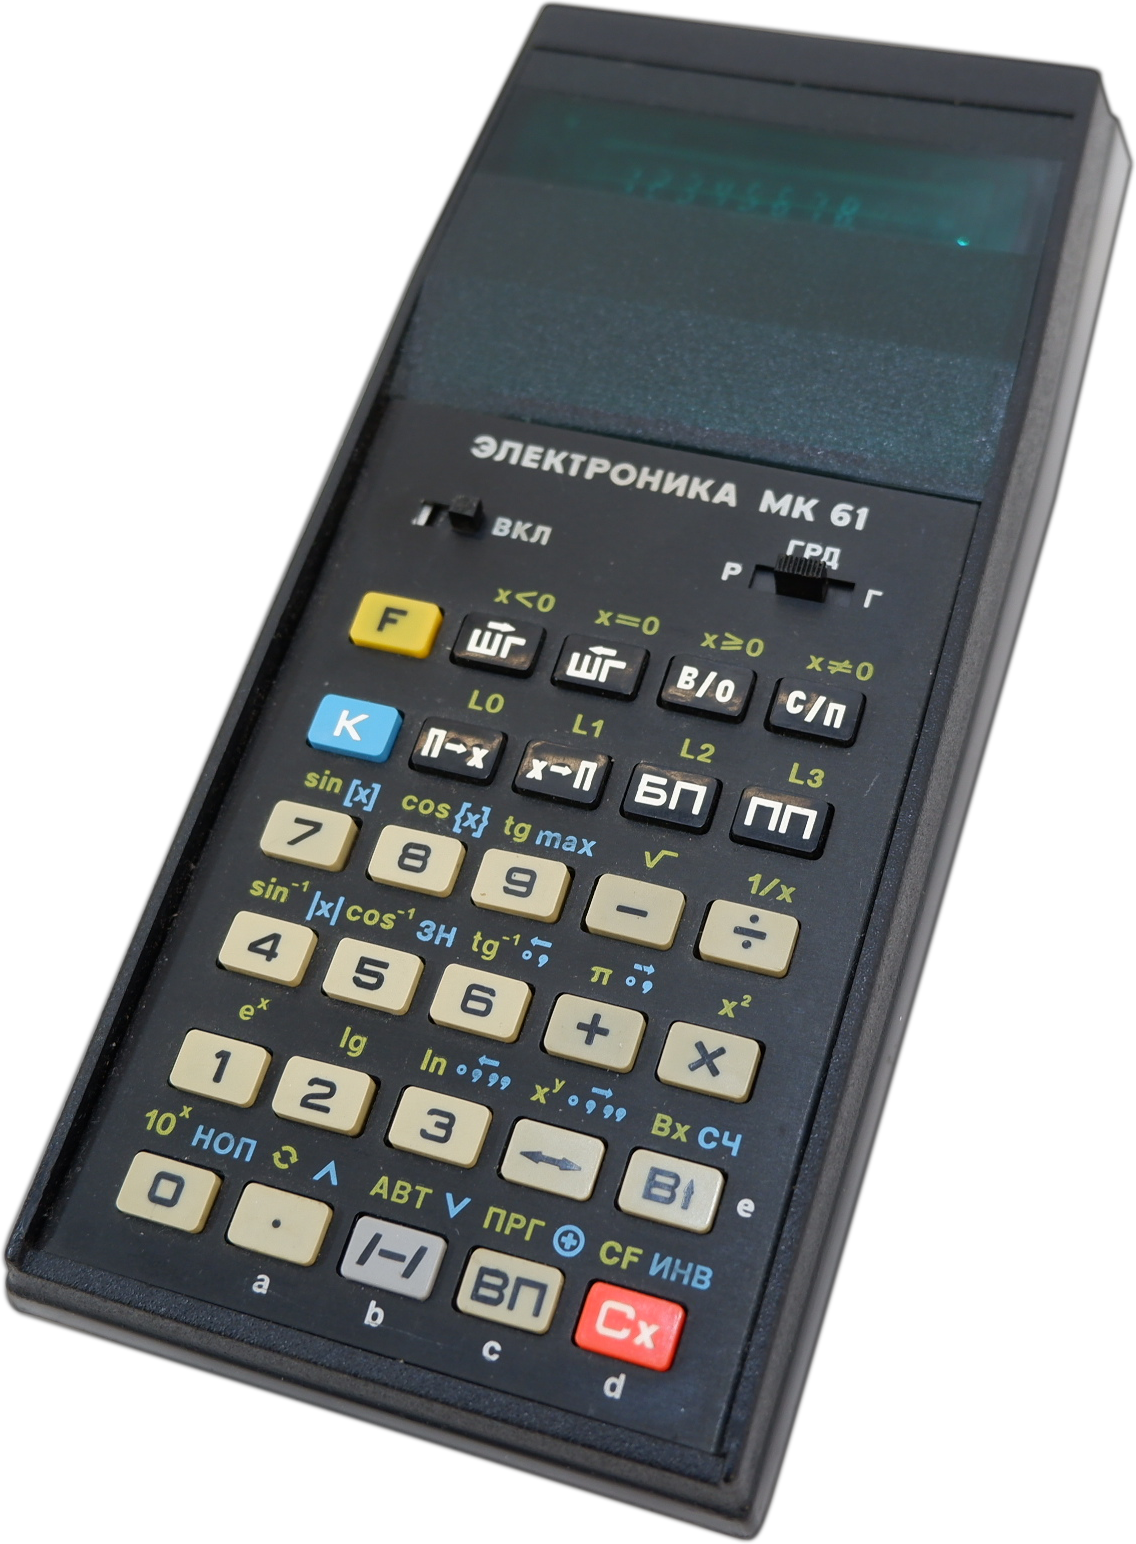 12345678
ЭЛЕКТРОНИКА МК 61
ВКЛ
Р ГРД Г
x<0 x=0 x≥0 x≠0
F ШГ→ ШГ← В/О С/П
L0 L1 L2 L3
K П→x x→П БП ПП
sin [x] cos {x} tg max √ 1/x
7 8 9 − ÷
sin⁻¹ |x| cos⁻¹ ЗН tg⁻¹ ←о, π →о, x²
4 5 6 + ×
eˣ lg ln ←о,,, xʸ →о,,, Вх СЧ
1 2 3 ↔ В↑ e
10ˣ НОП ⟳ ∧ АВТ ∨ ПРГ ⊕ CF ИНВ
0 . /−/ ВП Cx
a b c d